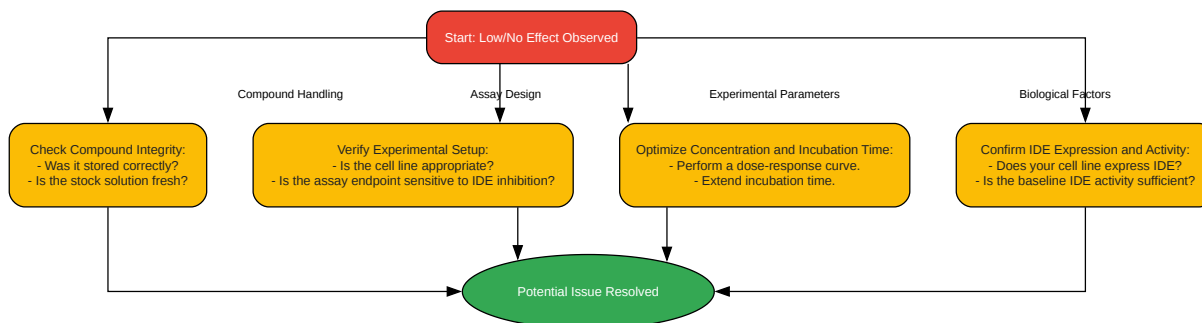 Start: Low/No Effect Observed
Compound Handling
Assay Design
Experimental Parameters
Biological Factors
Check Compound Integrity:
- Was it stored correctly?
- Is the stock solution fresh?
Verify Experimental Setup:
- Is the cell line appropriate?
- Is the assay endpoint sensitive to IDE inhibition?
Optimize Concentration and Incubation Time:
- Perform a dose-response curve.
- Extend incubation time.
Confirm IDE Expression and Activity:
- Does your cell line express IDE?
- Is the baseline IDE activity sufficient?
Potential Issue Resolved